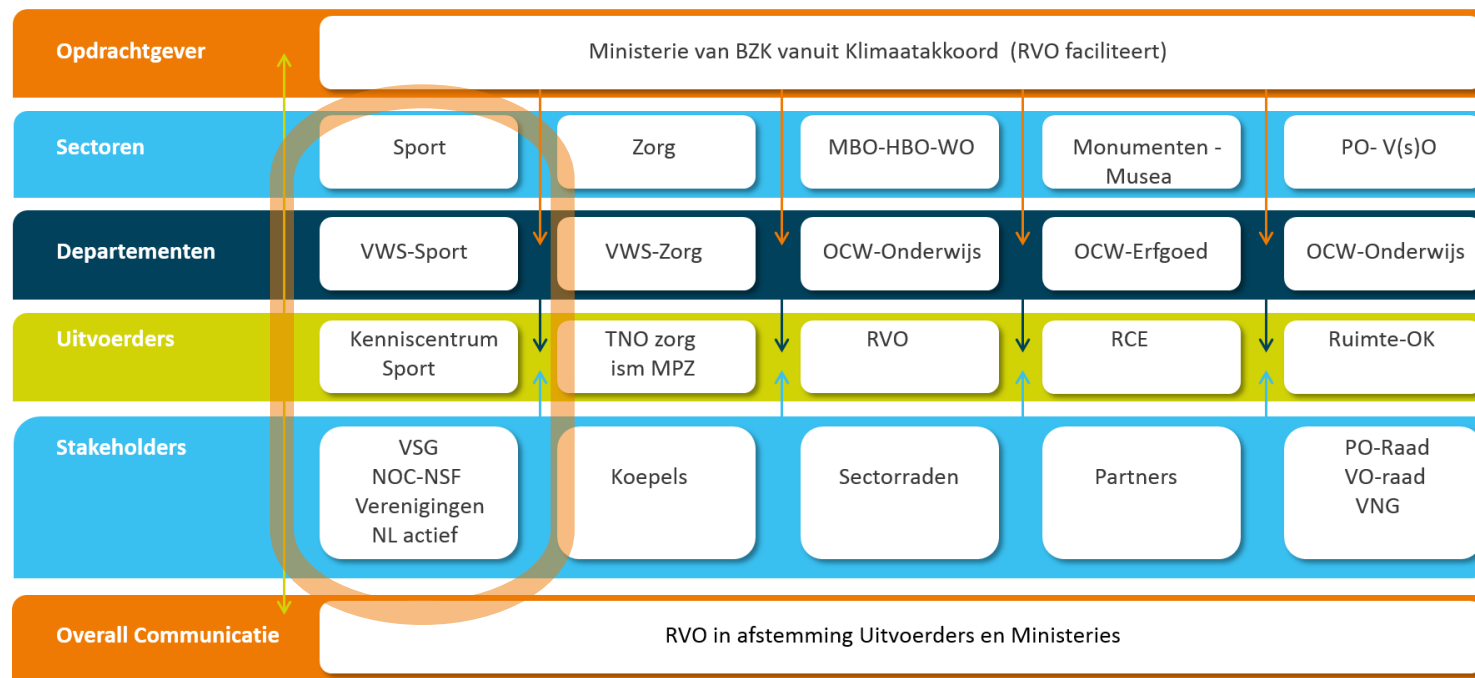 Opdrachtgever
Ministerie van BZK vanuit Klimaatakkoord (RVO faciliteert)
Sectoren
Sport
Zorg
MBO-HBO-WO
Monumenten -
Musea
PO- V(s)O
Departementen
VWS-Sport
VWS-Zorg
OCW-Onderwijs
OCW-Erfgoed
OCW-Onderwijs
Uitvoerders
Kenniscentrum
Sport
TNO zorg
ism MPZ
RVO
RCE
Ruimte-OK
Stakeholders
VSG
NOC-NSF
Verenigingen
NL actief
Koepels
Sectorraden
Partners
PO-Raad
VO-raad
VNG
Overall Communicatie
RVO in afstemming Uitvoerders en Ministeries